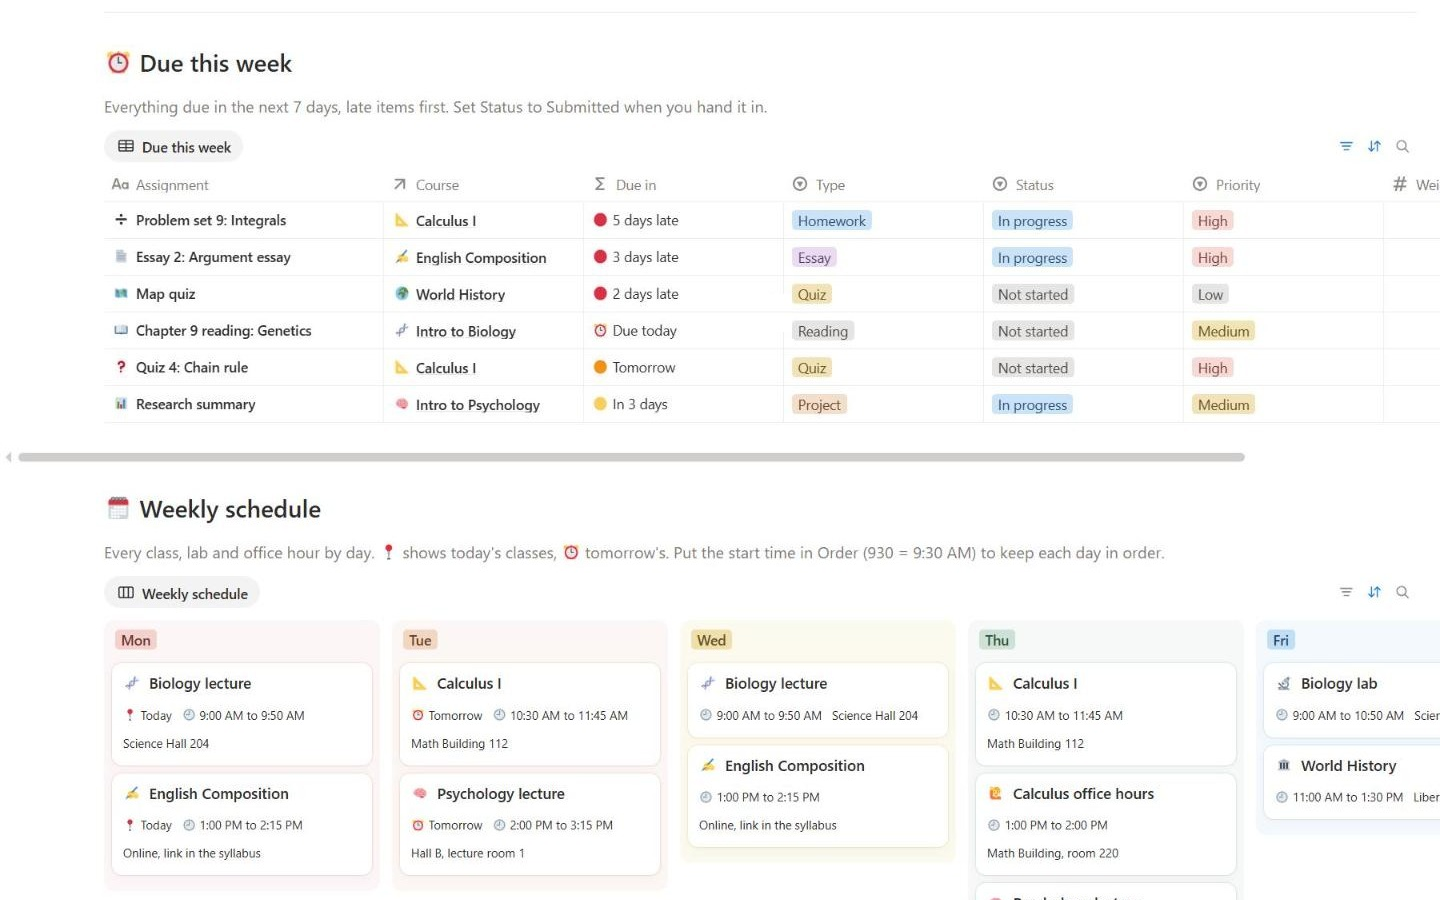 Due this week
Everything due in the next 7 days, late items first. Set Status to Submitted when you hand it in.
Due this week
Aa Assignment Course Σ Due in Type Status Priority # Wei
Problem set 9: Integrals Calculus I 5 days late Homework In progress High
Essay 2: Argument essay English Composition 3 days late Essay In progress High
Map quiz World History 2 days late Quiz Not started Low
Chapter 9 reading: Genetics Intro to Biology Due today Reading Not started Medium
Quiz 4: Chain rule Calculus I Tomorrow Quiz Not started High
Research summary Intro to Psychology In 3 days Project In progress Medium
Weekly schedule
Every class, lab and office hour by day. 📍 shows today's classes, ⏰ tomorrow's. Put the start time in Order (930 = 9:30 AM) to keep each day in order.
Weekly schedule
Mon
Biology lecture
Today 9:00 AM to 9:50 AM
Science Hall 204
English Composition
Today 1:00 PM to 2:15 PM
Online, link in the syllabus
Tue
Calculus I
Tomorrow 10:30 AM to 11:45 AM
Math Building 112
Psychology lecture
Tomorrow 2:00 PM to 3:15 PM
Hall B, lecture room 1
Wed
Biology lecture
9:00 AM to 9:50 AM Science Hall 204
English Composition
1:00 PM to 2:15 PM
Online, link in the syllabus
Thu
Calculus I
10:30 AM to 11:45 AM
Math Building 112
Calculus office hours
1:00 PM to 2:00 PM
Math Building, room 220
Fri
Biology lab
9:00 AM to 10:50 AM Scien
World History
11:00 AM to 1:30 PM Liber